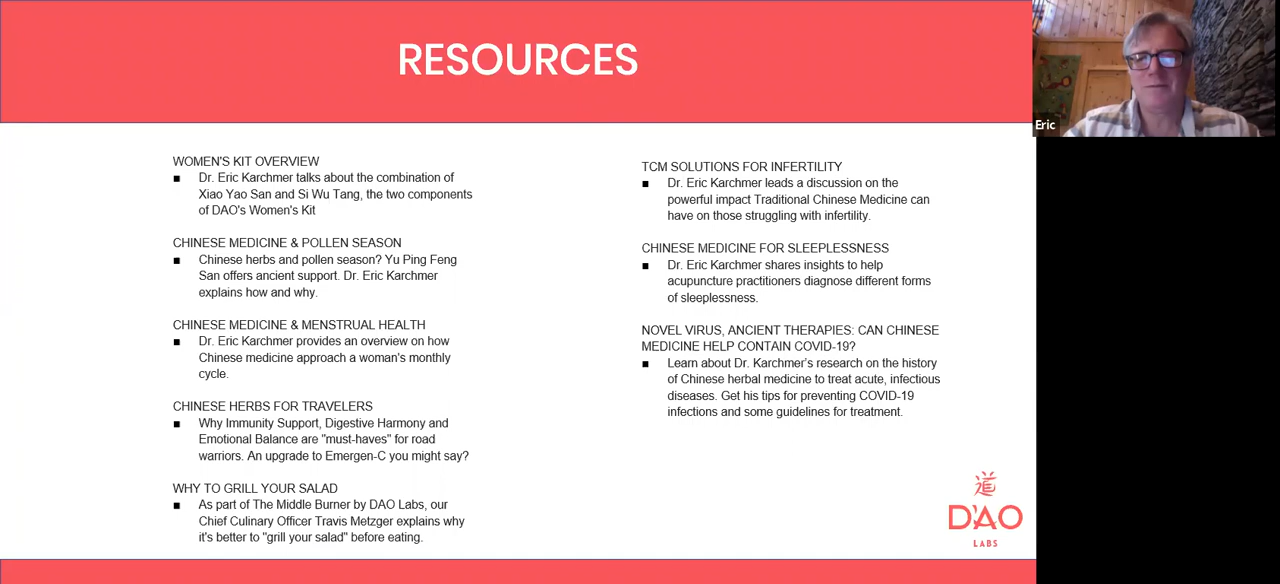 RESOURCES
WOMEN'S KIT OVERVIEW
■ Dr. Eric Karchmer talks about the combination of
Xiao Yao San and Si Wu Tang, the two components
of DAO's Women's Kit
CHINESE MEDICINE & POLLEN SEASON
■ Chinese herbs and pollen season? Yu Ping Feng
San offers ancient support. Dr. Eric Karchmer
explains how and why.
CHINESE MEDICINE & MENSTRUAL HEALTH
■ Dr. Eric Karchmer provides an overview on how
Chinese medicine approach a woman's monthly
cycle.
CHINESE HERBS FOR TRAVELERS
■ Why Immunity Support, Digestive Harmony and
Emotional Balance are "must-haves" for road
warriors. An upgrade to Emergen-C you might say?
WHY TO GRILL YOUR SALAD
■ As part of The Middle Burner by DAO Labs, our
Chief Culinary Officer Travis Metzger explains why
it's better to "grill your salad" before eating.
TCM SOLUTIONS FOR INFERTILITY
■ Dr. Eric Karchmer leads a discussion on the
powerful impact Traditional Chinese Medicine can
have on those struggling with infertility.
CHINESE MEDICINE FOR SLEEPLESSNESS
■ Dr. Eric Karchmer shares insights to help
acupuncture practitioners diagnose different forms
of sleeplessness.
NOVEL VIRUS, ANCIENT THERAPIES: CAN CHINESE
MEDICINE HELP CONTAIN COVID-19?
■ Learn about Dr. Karchmer's research on the history
of Chinese herbal medicine to treat acute, infectious
diseases. Get his tips for preventing COVID-19
infections and some guidelines for treatment.
道
DAO
LABS
Eric